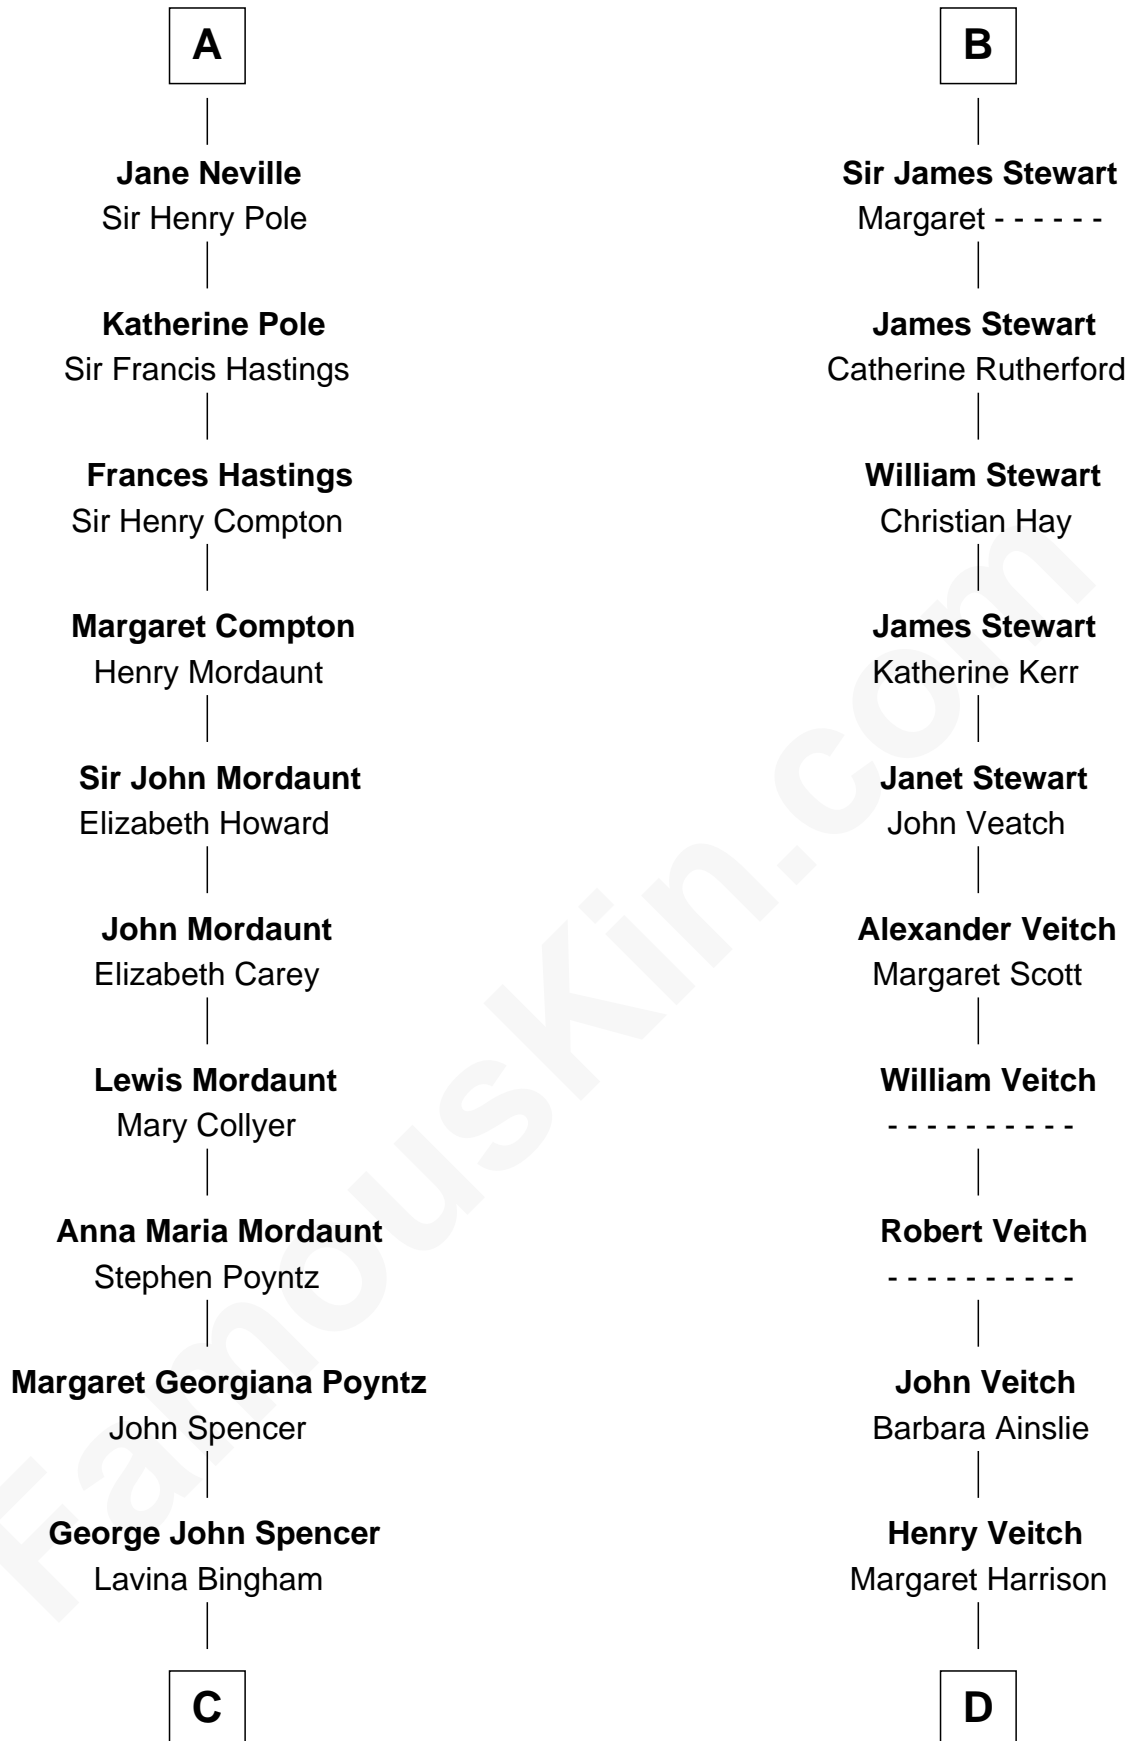 A
Jane Neville
Sir Henry Pole
Katherine Pole
Sir Francis Hastings
Frances Hastings
Sir Henry Compton
Margaret Compton
Henry Mordaunt
Sir John Mordaunt
Elizabeth Howard
John Mordaunt
Elizabeth Carey
Lewis Mordaunt
Mary Collyer
Anna Maria Mordaunt
Stephen Poyntz
Margaret Georgiana Poyntz
John Spencer
George John Spencer
Lavina Bingham
C
B
Sir James Stewart
Margaret - - - - - -
James Stewart
Catherine Rutherford
William Stewart
Christian Hay
James Stewart
Katherine Kerr
Janet Stewart
John Veatch
Alexander Veitch
Margaret Scott
William Veitch
- - - - - - - - - -
Robert Veitch
- - - - - - - - - -
John Veitch
Barbara Ainslie
Henry Veitch
Margaret Harrison
D
FamousKin.com